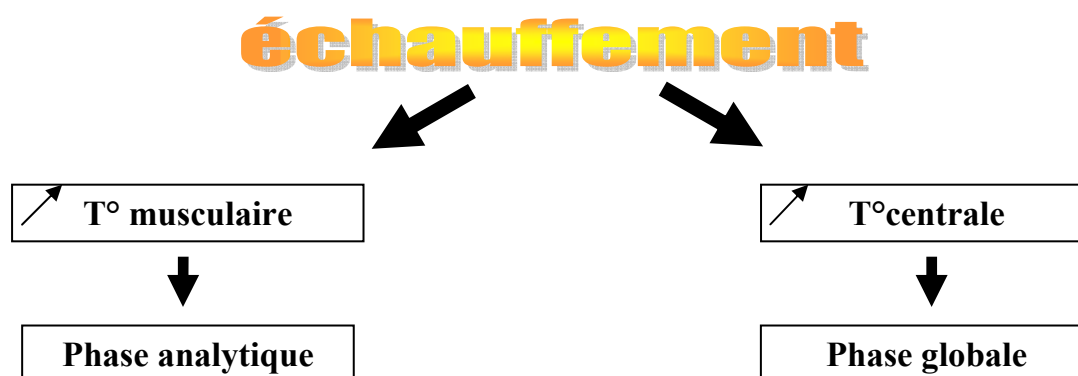 échauffement
T° musculaire
T°centrale
Phase analytique
Phase globale